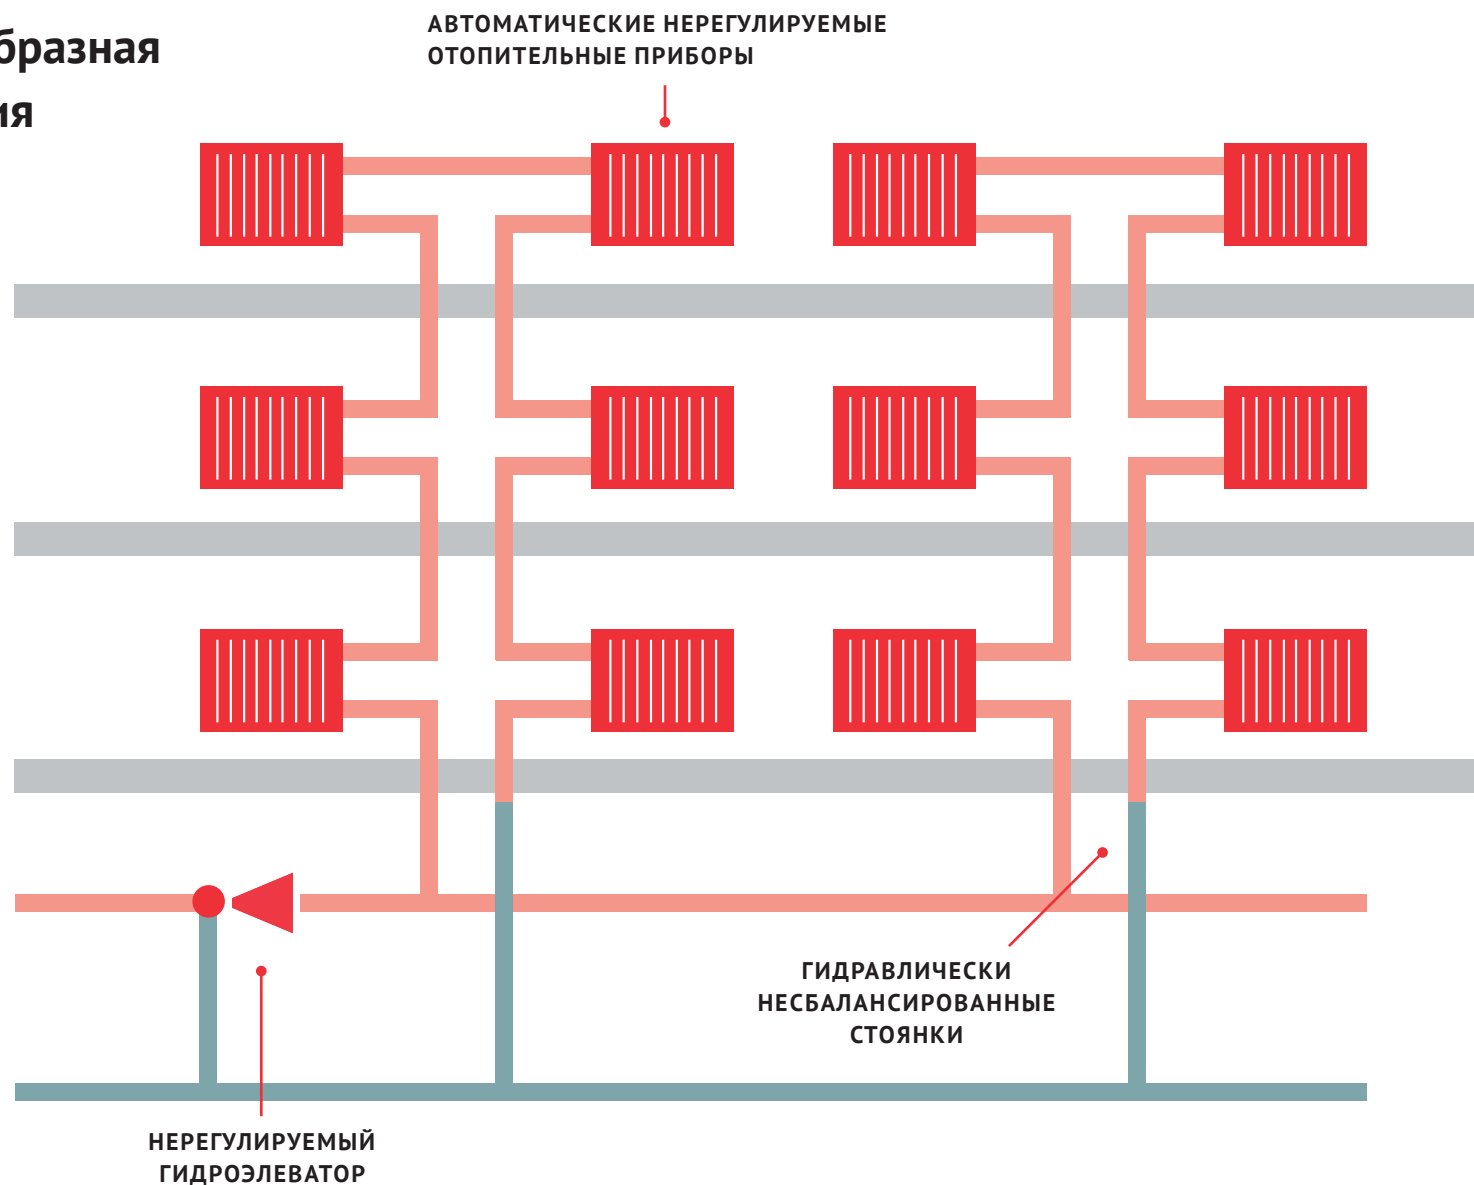 бразная
ия
АВТОМАТИЧЕСКИЕ НЕРЕГУЛИРУЕМЫЕ
ОТОПИТЕЛЬНЫЕ ПРИБОРЫ
ГИДРАВЛИЧЕСКИ
НЕСБАЛАНСИРОВАННЫЕ
СТОЯНКИ
НЕРЕГУЛИРУЕМЫЙ
ГИДРОЭЛЕВАТОР